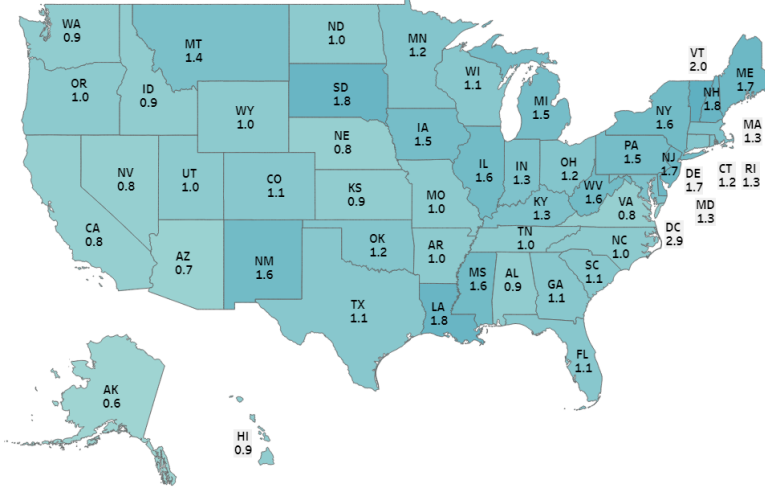 WA
0.9
MT
1.4
ND
1.0
MN
1.2
VT
2.0
ME
1.7
OR
1.0
ID
0.9
SD
1.8
WI
1.1
MI
1.5
NH
1.8
NY
1.6
MA
1.3
WY
1.0
IA
1.5
NE
0.8
PA
1.5
NJ
1.7
DE
1.7
CT
1.2
RI
1.3
NV
0.8
UT
1.0
CO
1.1
KS
0.9
MO
1.0
IL
1.6
IN
1.3
OH
1.2
WV
1.6
VA
0.8
MD
1.3
DC
2.9
KY
1.3
CA
0.8
AZ
0.7
NM
1.6
OK
1.2
AR
1.0
TN
1.0
NC
1.0
SC
1.1
MS
1.6
AL
0.9
GA
1.1
TX
1.1
LA
1.8
FL
1.1
AK
0.6
HI
0.9